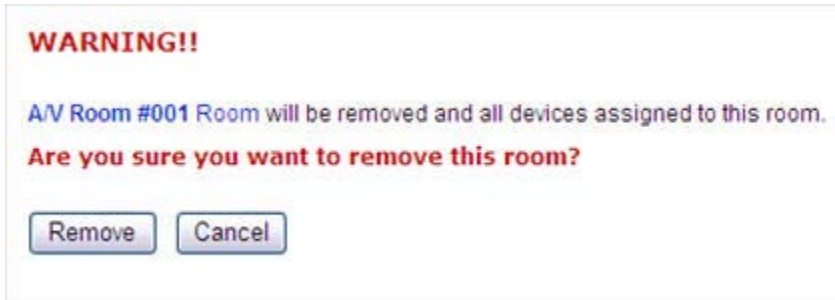 WARNING!!
A/V Room #001 Room will be removed and all devices assigned to this room.
Are you sure you want to remove this room?
Remove Cancel